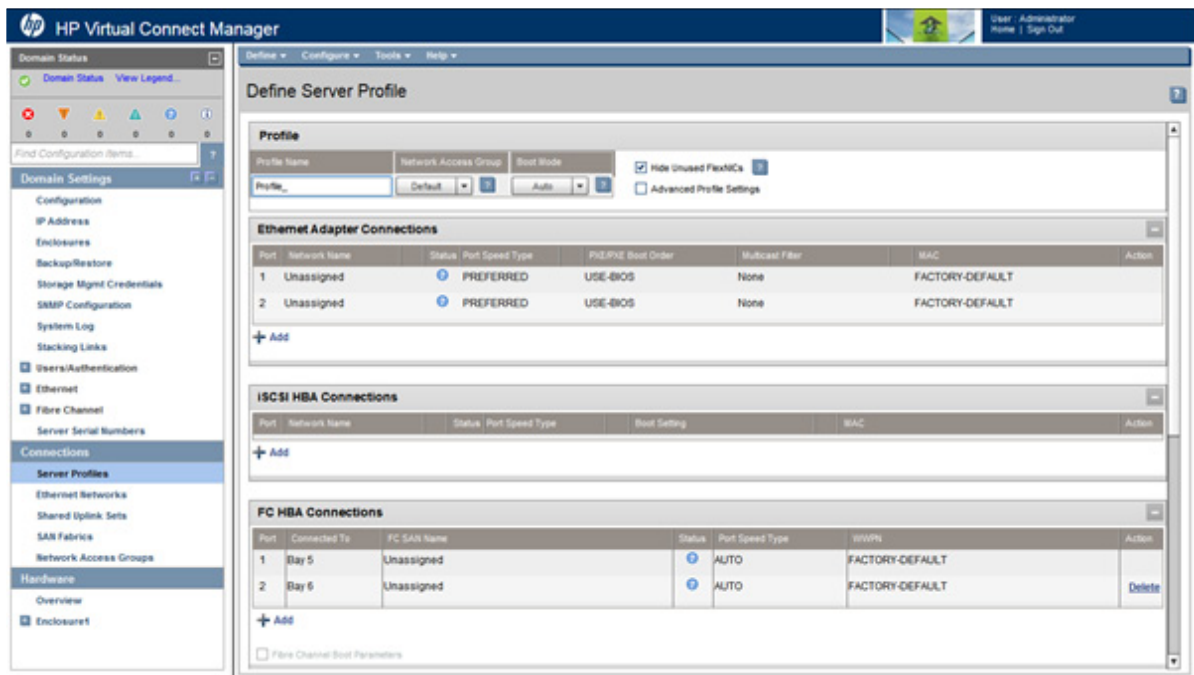 hp HP Virtual Connect Manager
User : Administrator
Home | Sign Out
Domain Status
Domain Status View Legend...
0 0 0 0 0 0
Find Configuration Items...
Domain Settings
Configuration
IP Address
Enclosures
Backup/Restore
Storage Mgmt Credentials
SNMP Configuration
System Log
Stacking Links
Users/Authentication
Ethernet
Fibre Channel
Server Serial Numbers
Connections
Server Profiles
Ethernet Networks
Shared Uplink Sets
SAN Fabrics
Network Access Groups
Hardware
Overview
Enclosure1
Define Configure Tools Help
Define Server Profile
?
Profile
Profile Name Network Access Group Boot Mode
Profile_ Default ? Auto ?
Hide Unused FlexNICs ?
Advanced Profile Settings
Ethernet Adapter Connections
Port Network Name Status Port Speed Type PXE/PXE Boot Order Multicast Filter MAC Action
1 Unassigned ? PREFERRED USE-BIOS None FACTORY-DEFAULT
2 Unassigned ? PREFERRED USE-BIOS None FACTORY-DEFAULT
+ Add
iSCSI HBA Connections
Port Network Name Status Port Speed Type Boot Setting MAC Action
+ Add
FC HBA Connections
Port Connected To FC SAN Name Status Port Speed Type WWPN Action
1 Bay 5 Unassigned ? AUTO FACTORY-DEFAULT
2 Bay 6 Unassigned ? AUTO FACTORY-DEFAULT Delete
+ Add
Fibre Channel Boot Parameters